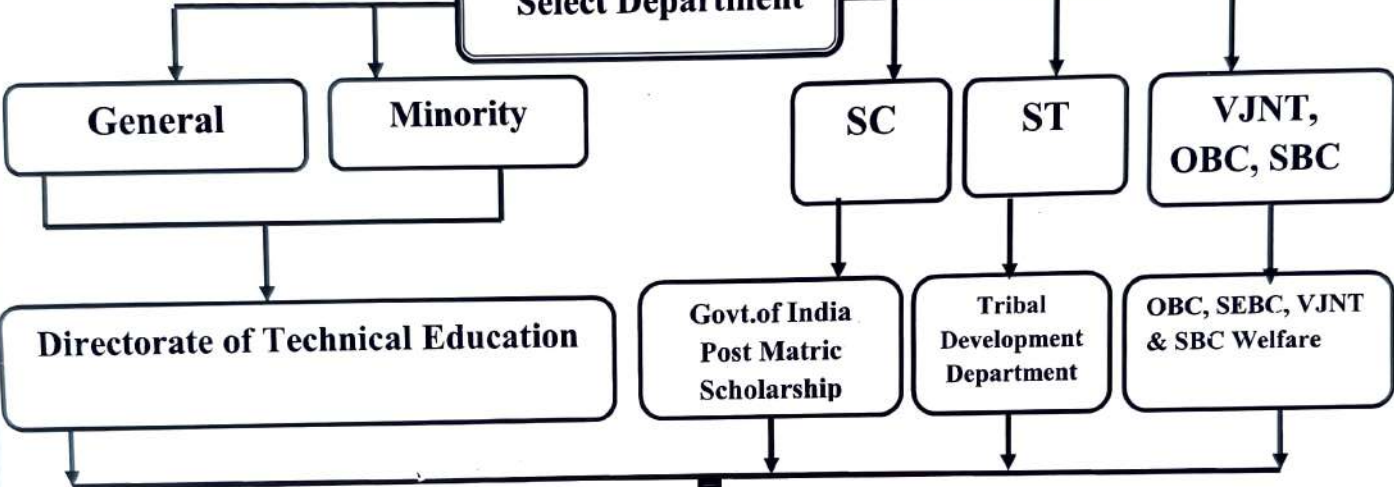 Select Department
General
Minority
SC
ST
VJNT,
OBC, SBC
Directorate of Technical Education
Govt.of India
Post Matric
Scholarship
Tribal
Development
Department
OBC, SEBC, VJNT
& SBC Welfare